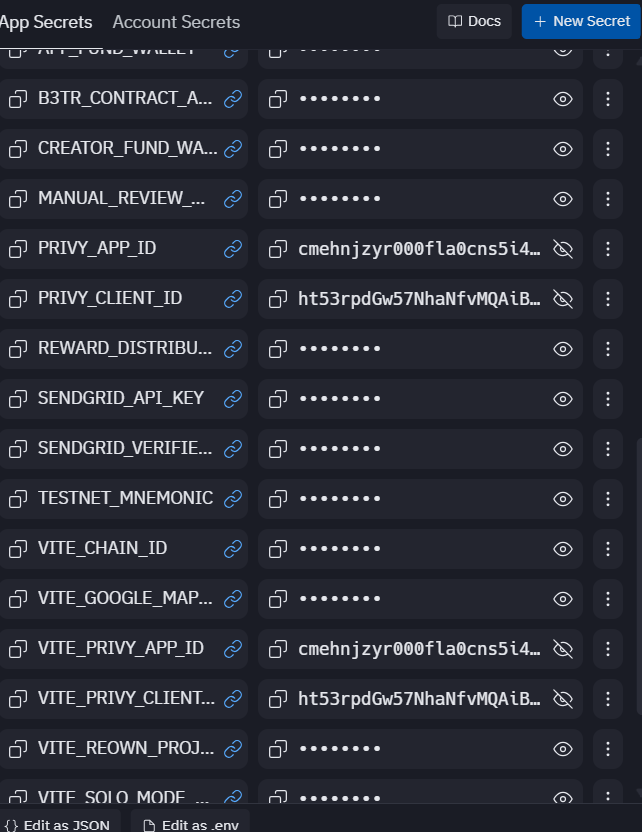 App Secrets Account Secrets Docs + New Secret
APP_FUND_WALLET
B3TR_CONTRACT_A... ••••••••
CREATOR_FUND_WA... ••••••••
MANUAL_REVIEW_... ••••••••
PRIVY_APP_ID cmehnjzyr000fla0cns5i4...
PRIVY_CLIENT_ID ht53rpdGw57NhaNfvMQAiB...
REWARD_DISTRIBU... ••••••••
SENDGRID_API_KEY ••••••••
SENDGRID_VERIFIE... ••••••••
TESTNET_MNEMONIC ••••••••
VITE_CHAIN_ID ••••••••
VITE_GOOGLE_MAP... ••••••••
VITE_PRIVY_APP_ID cmehnjzyr000fla0cns5i4...
VITE_PRIVY_CLIENT... ht53rpdGw57NhaNfvMQAiB...
VITE_REOWN_PROJ... ••••••••
VITE_SOLO_MODE_... ••••••••
{} Edit as JSON Edit as .env